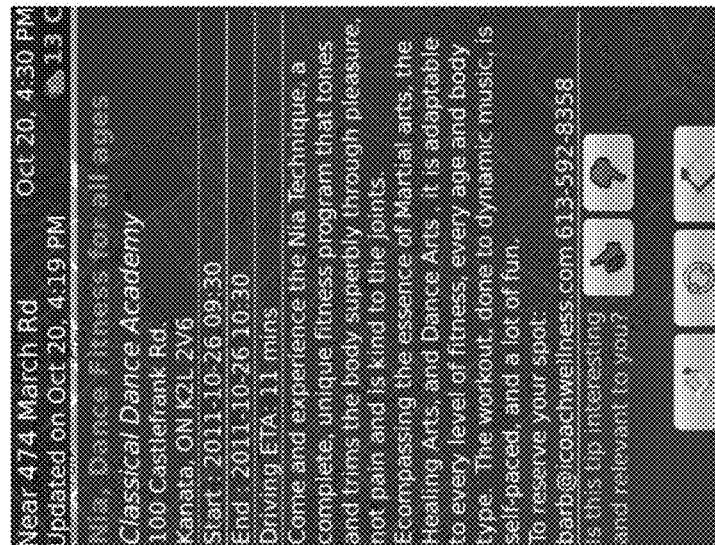 Near 474 March Rd Oct 20, 4:30 PM
Updated on Oct 20, 4:19 PM 13 C
Nia, Dance Fitness for all ages
Classical Dance Academy
100 Castlefrank Rd.
Kanata, ON K2L 2V6
Start : 2011-10-26 09:30
End : 2011-10-26 10:30
Driving ETA: 11 mins
Come and experience the Nia Technique, a
complete, unique fitness program that tones
and trims the body superbly through pleasure,
not pain and is kind to the joints.
Ecompassing the essence of Martial arts, the
Healing Arts, and Dance Arts , it is adaptable
to every level of fitness, every age and body
type. The workout, done to dynamic music, is
self-paced, and a lot of fun.
To reserve your spot:
barb@icoachwellness.com 613-592-8358
Is this tip interesting
and relevant to you?